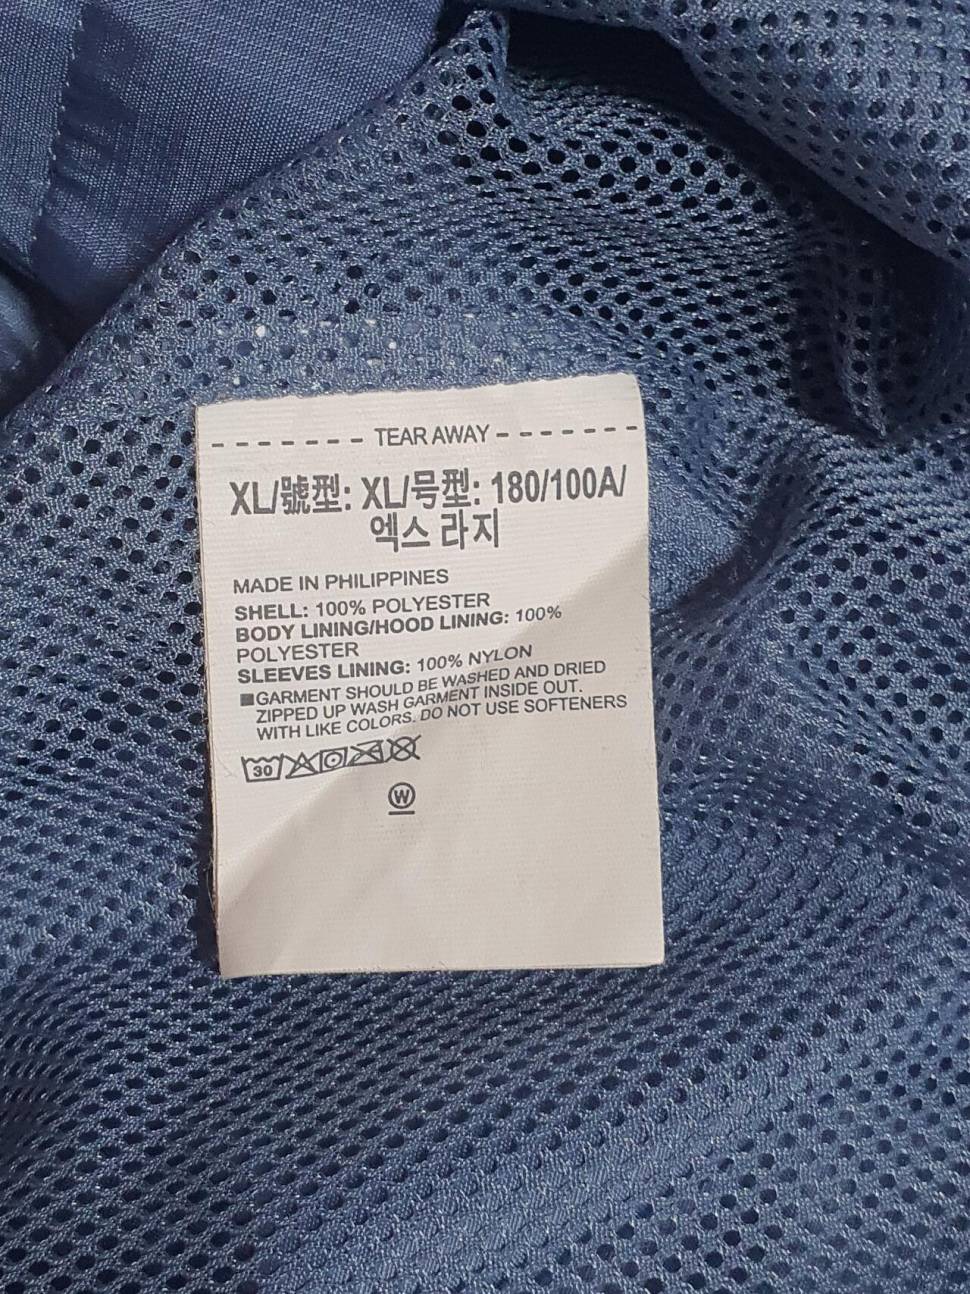 TEAR AWAY
XL/號型: XL/号型: 180/100A/
엑스 라지
MADE IN PHILIPPINES
SHELL: 100% POLYESTER
BODY LINING/HOOD LINING: 100%
POLYESTER
SLEEVES LINING: 100% NYLON
■GARMENT SHOULD BE WASHED AND DRIED
ZIPPED UP WASH GARMENT INSIDE OUT.
WITH LIKE COLORS. DO NOT USE SOFTENERS
30
W